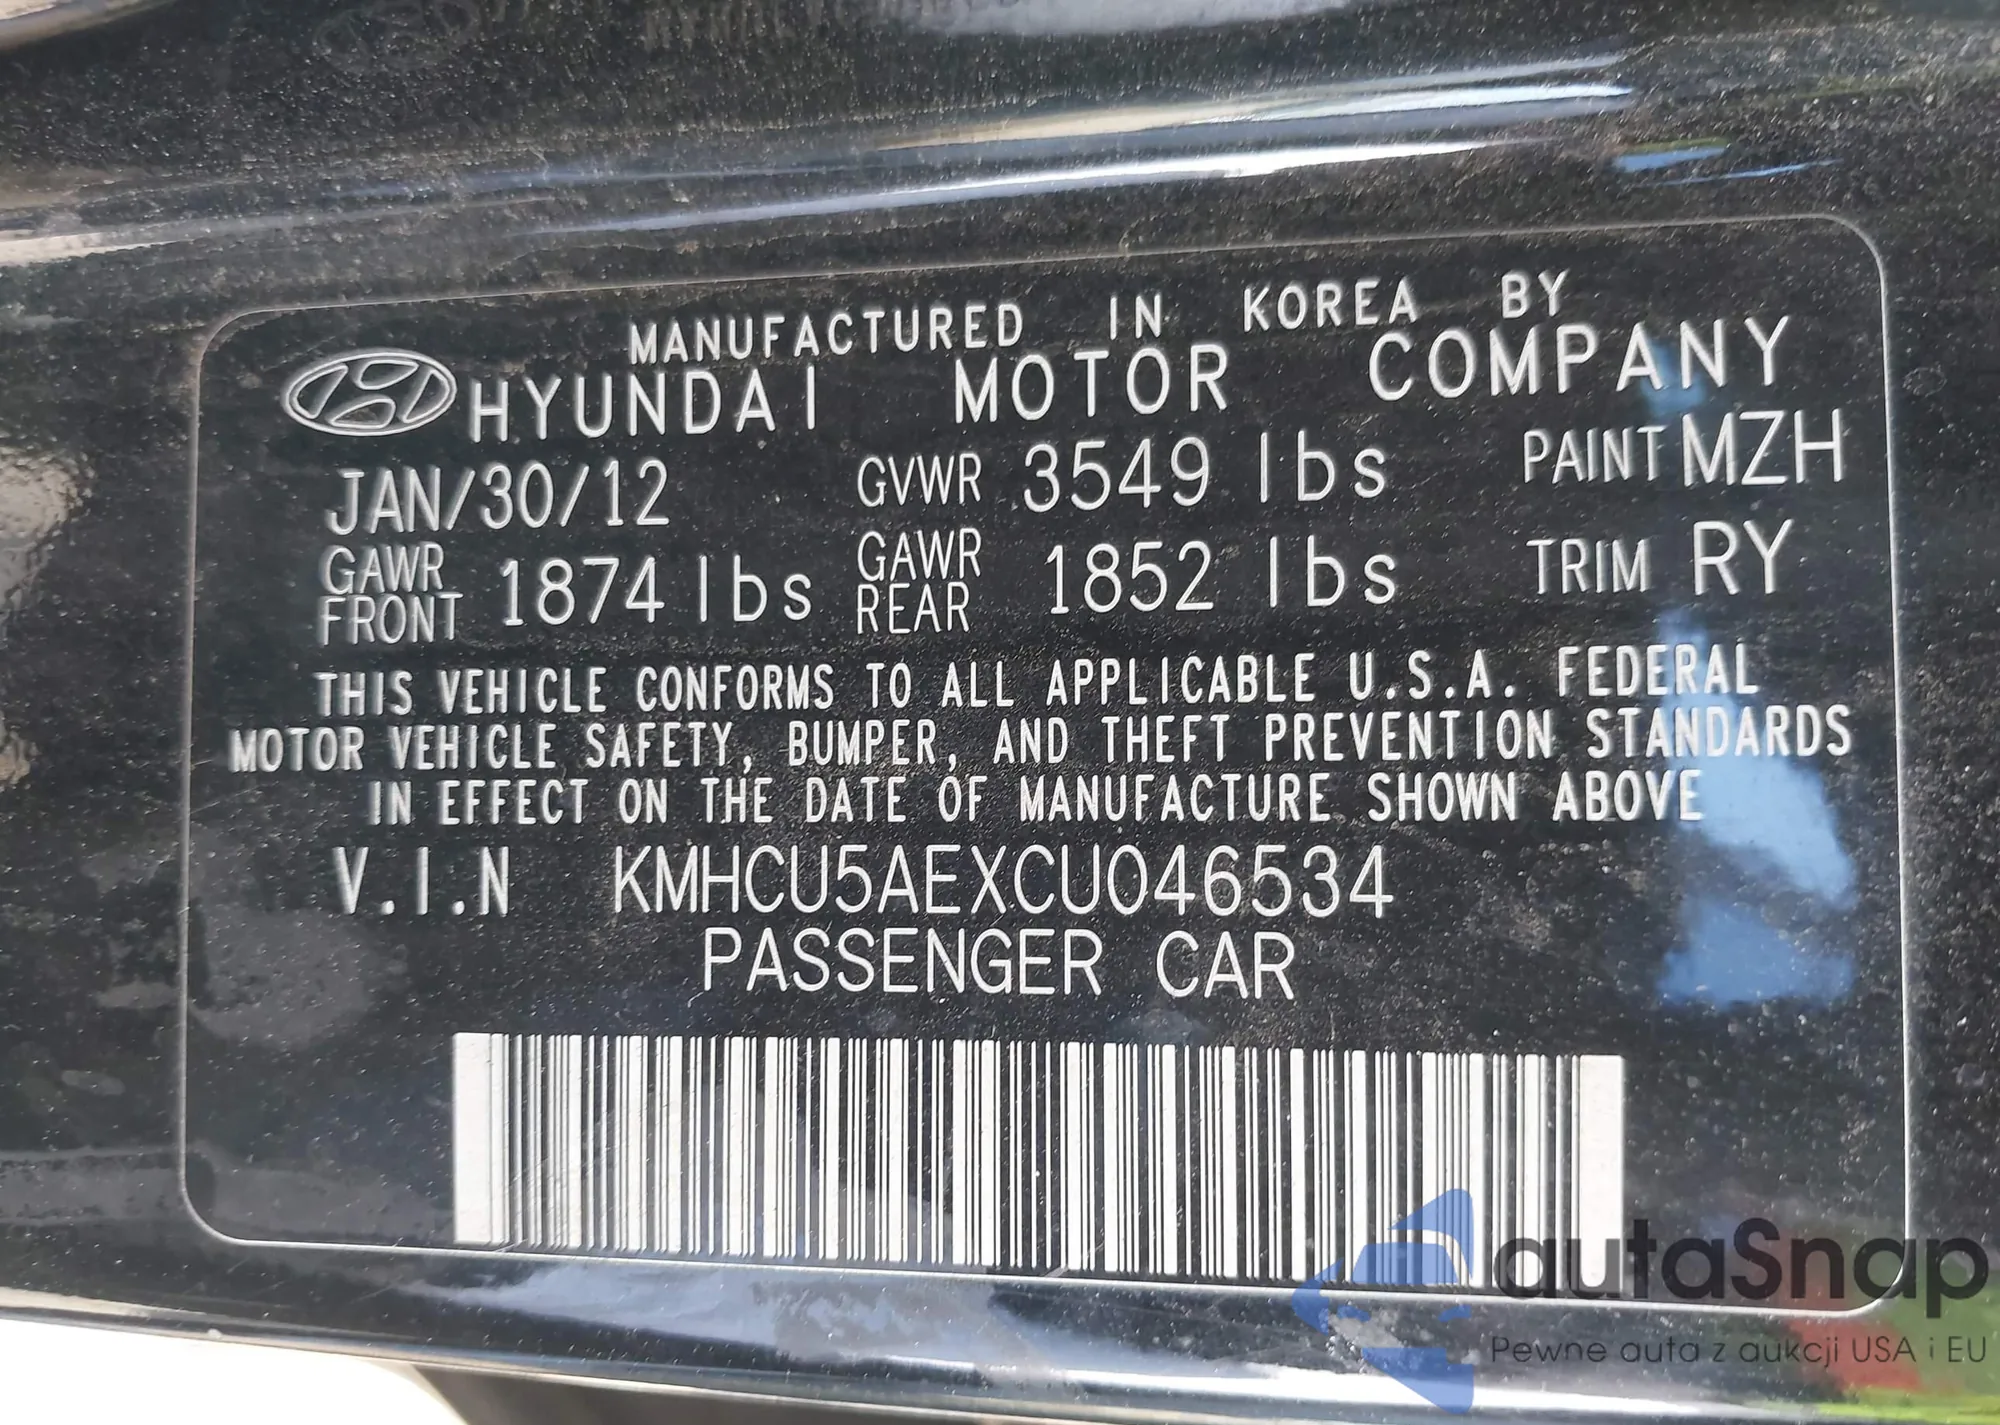 MANUFACTURED IN KOREA BY
HYUNDAI MOTOR COMPANY
JAN/30/12 GVWR 3549 lbs PAINT MZH
GAWR FRONT 1874 lbs GAWR REAR 1852 lbs TRIM RY
THIS VEHICLE CONFORMS TO ALL APPLICABLE U.S.A. FEDERAL
MOTOR VEHICLE SAFETY, BUMPER, AND THEFT PREVENTION STANDARDS
IN EFFECT ON THE DATE OF MANUFACTURE SHOWN ABOVE
V.I.N KMHCU5AEXCU046534
PASSENGER CAR
autaSnap
Pewne auta z aukcji USA i EU